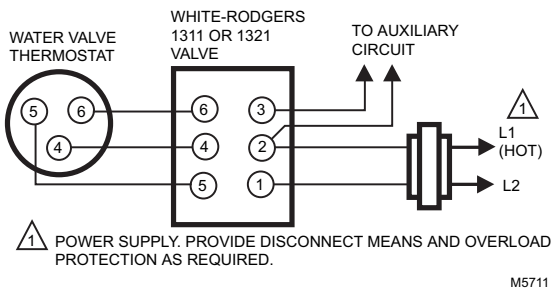 WATER VALVE
THERMOSTAT
WHITE-RODGERS
1311 OR 1321
VALVE
TO AUXILIARY
CIRCUIT
5
6
4
6
4
5
3
2
1
1
L1
(HOT)
L2
1 POWER SUPPLY. PROVIDE DISCONNECT MEANS AND OVERLOAD
PROTECTION AS REQUIRED.
M5711